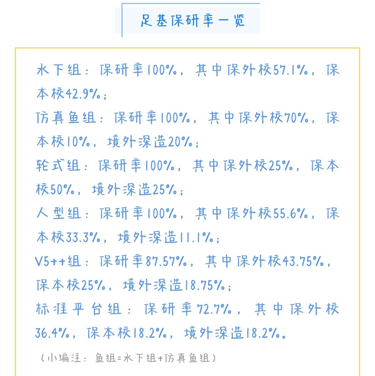 足基保研率一览
水下组：保研率100%，其中保外校57.1%，保
本校42.9%；
仿真鱼组：保研率100%，其中保外校70%，保
本校10%，境外深造20%；
轮式组：保研率100%，其中保外校25%，保本
校50%，境外深造25%；
人型组：保研率100%，其中保外校55.6%，保
本校33.3%，境外深造11.1%；
V5++组：保研率87.57%，其中保外校43.75%，
保本校25%，境外深造18.75%；
标准平台组：保研率72.7%，其中保外校
36.4%，保本校18.2%，境外深造18.2%。
（小编注：鱼组=水下组+仿真鱼组）